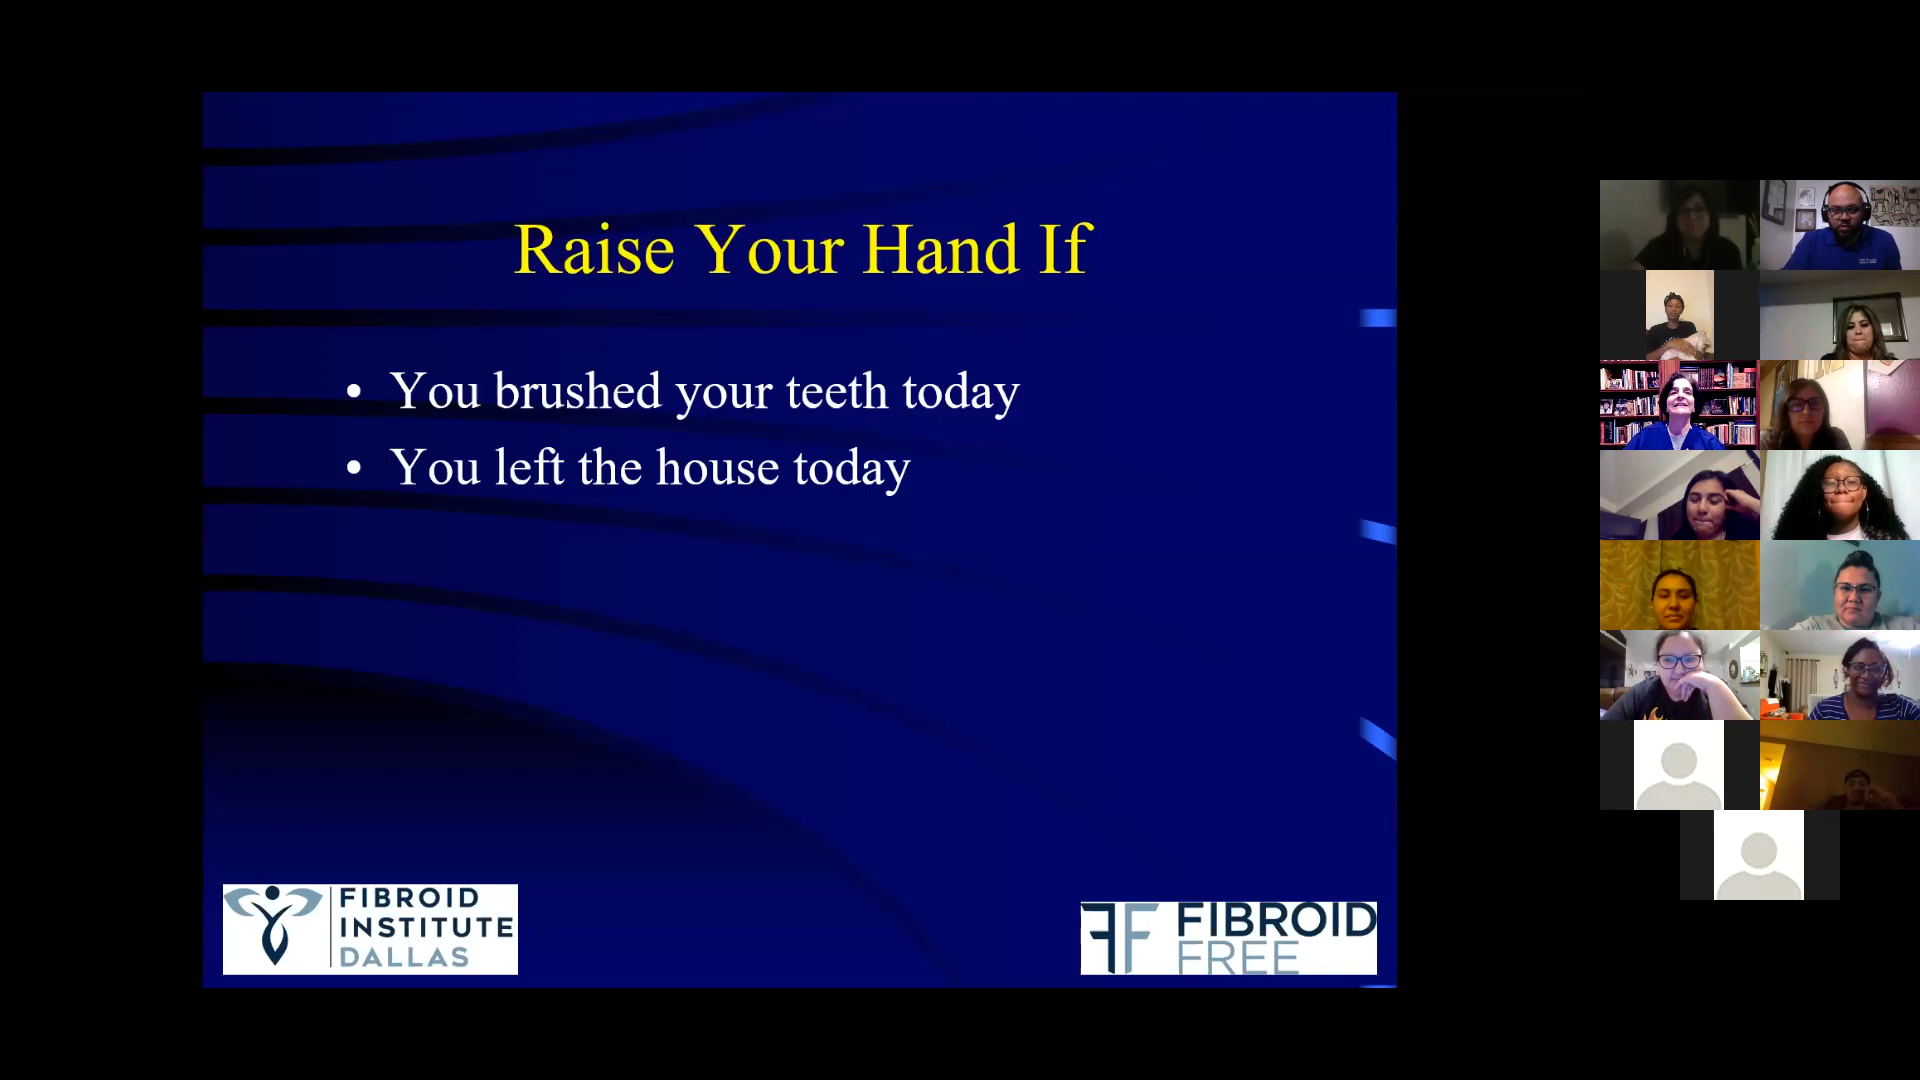 Raise Your Hand If
• You brushed your teeth today
• You left the house today
FIBROID
INSTITUTE
DALLAS
FF FIBROID
FREE